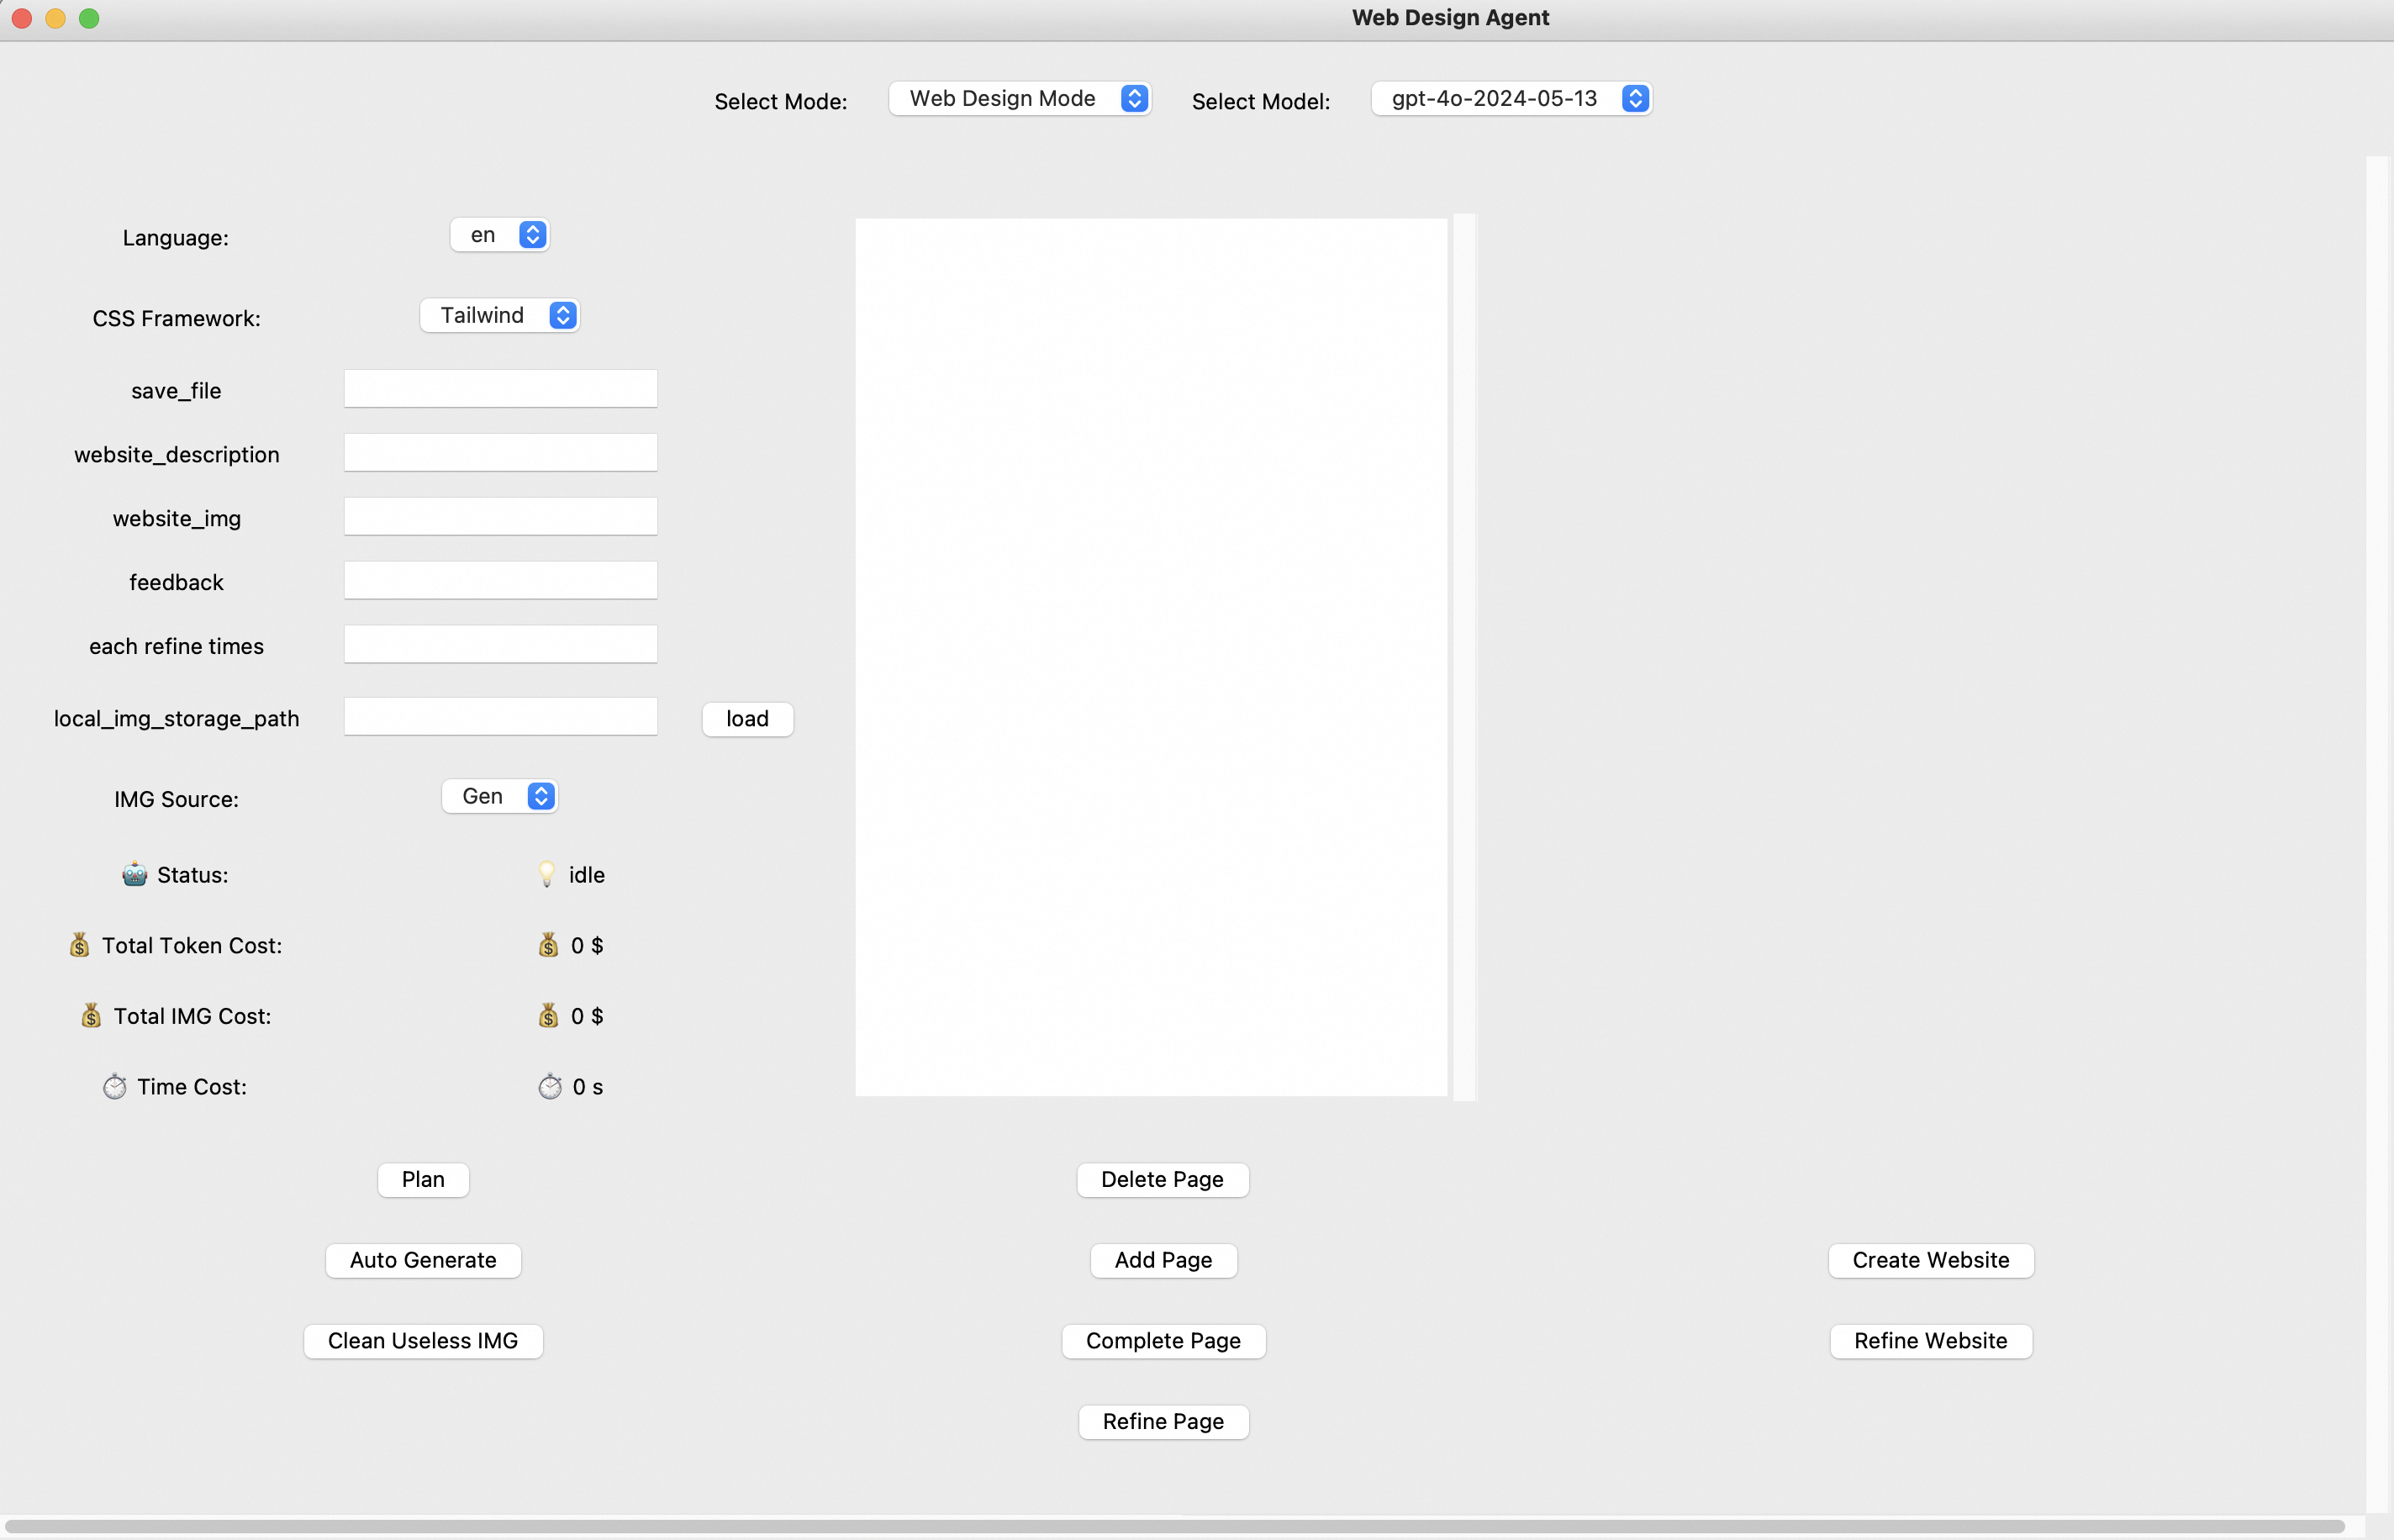 Web Design Agent
Select Mode: Web Design Mode Select Model: gpt-4o-2024-05-13
Language: en
CSS Framework: Tailwind
save_file
website_description
website_img
feedback
each refine times
local_img_storage_path load
IMG Source: Gen
🤖 Status: 💡 idle
💰 Total Token Cost: 💰 0 $
💰 Total IMG Cost: 💰 0 $
⏱ Time Cost: ⏱ 0 s
Plan Delete Page
Auto Generate Add Page Create Website
Clean Useless IMG Complete Page Refine Website
Refine Page